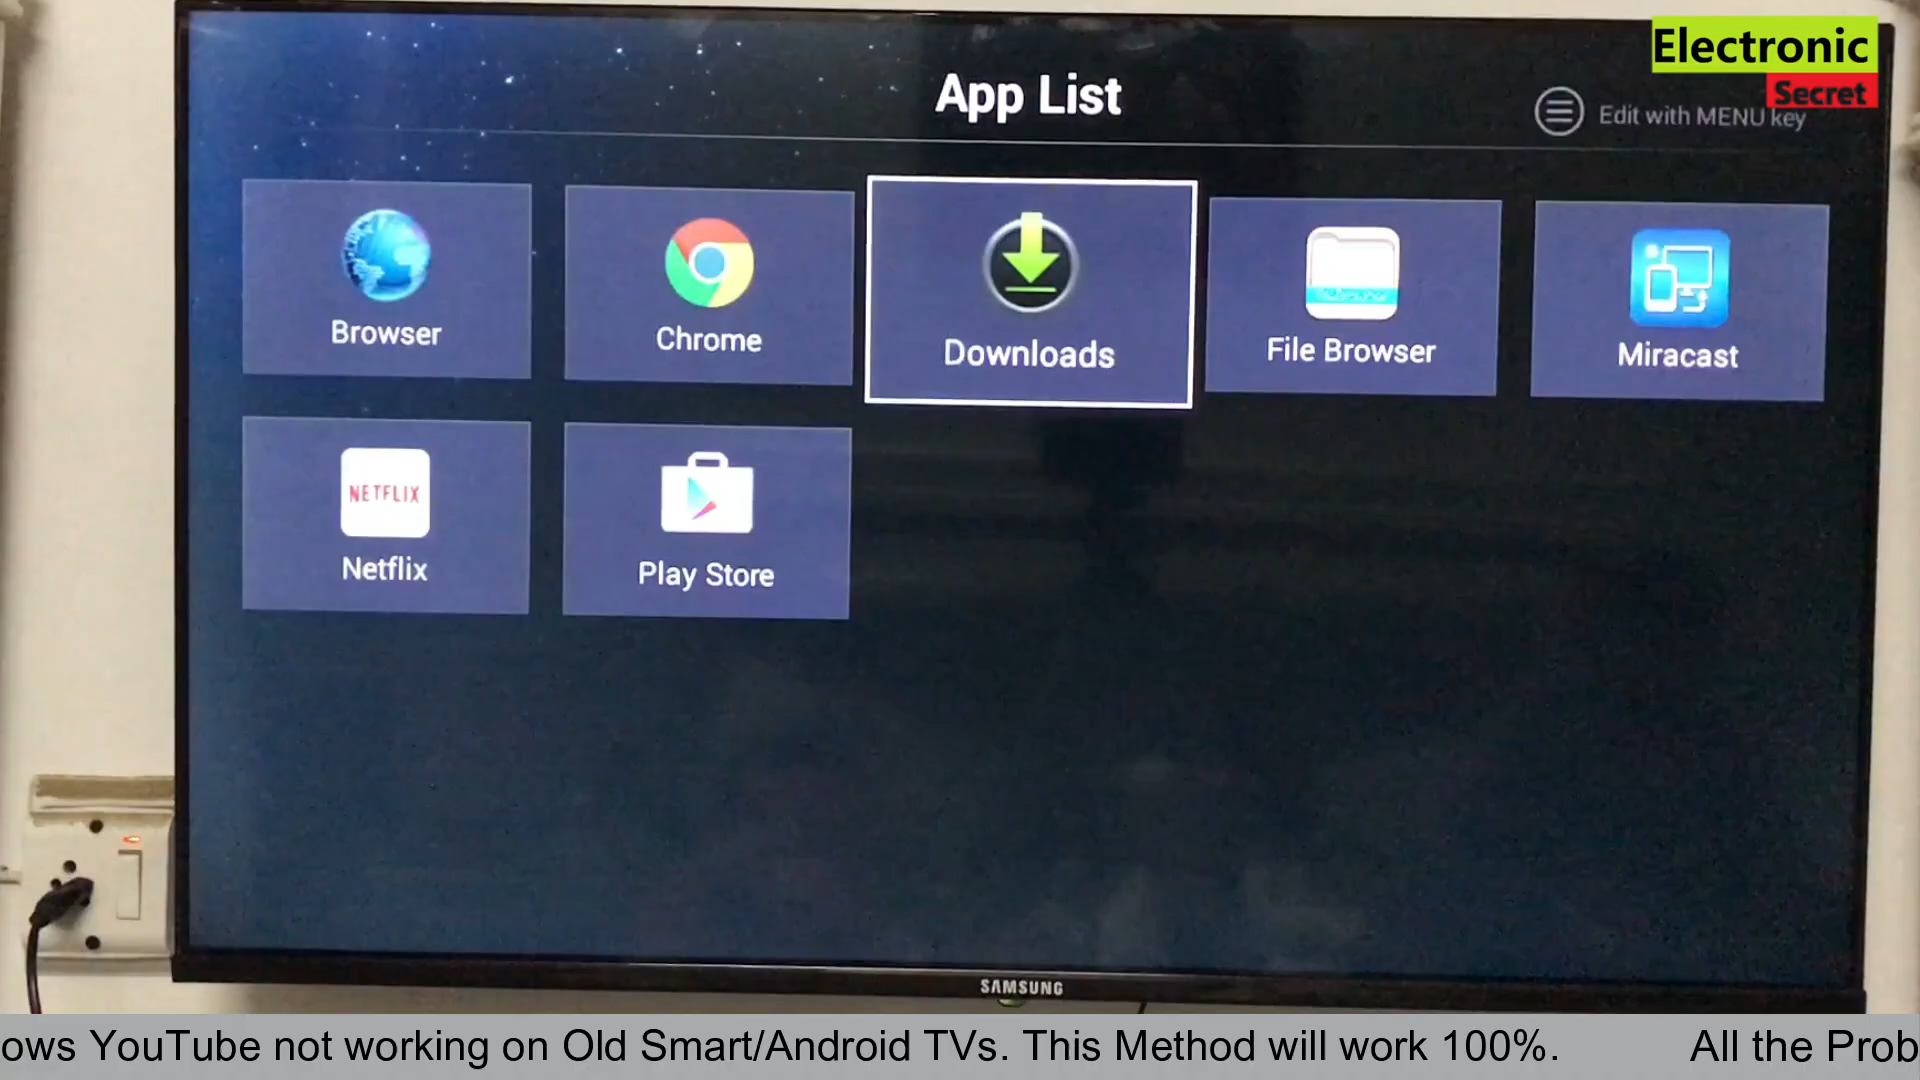 Electronic
Secret
App List
Edit with MENU key
Browser
Chrome
Downloads
File Browser
Miracast
NETFLIX
Netflix
Play Store
SAMSUNG
ows YouTube not working on Old Smart/Android TVs. This Method will work 100%. All the Prob